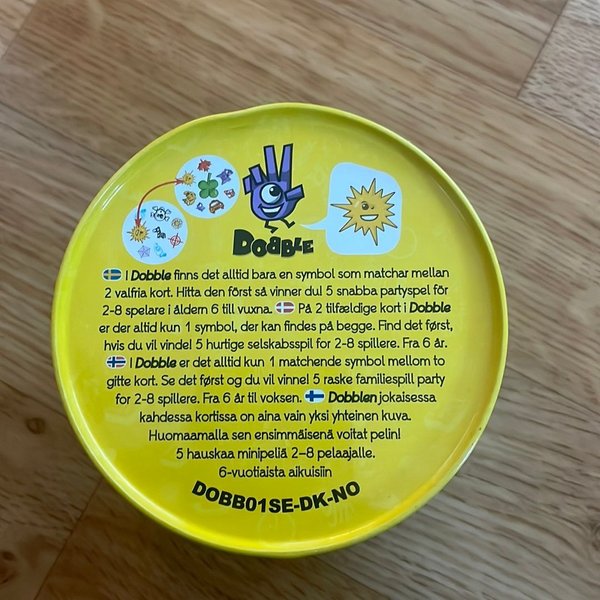 DOBBLE
I Dobble finns det alltid bara en symbol som matchar mellan
2 valfria kort. Hitta den först så vinner du! 5 snabba partyspel för
2-8 spelare i åldern 6 till vuxna. På 2 tilfældige kort i Dobble
er der altid kun 1 symbol, der kan findes på begge. Find det først,
hvis du vil vinde! 5 hurtige selskabsspil for 2-8 spillere. Fra 6 år.
I Dobble er det alltid kun 1 matchende symbol mellom to
gitte kort. Se det først og du vil vinne! 5 raske familiespill party
for 2-8 spillere. Fra 6 år til voksen. Dobblen jokaisessa
kahdessa kortissa on aina vain yksi yhteinen kuva.
Huomaamalla sen ensimmäisenä voitat pelin!
5 hauskaa minipeliä 2–8 pelaajalle.
6-vuotiaista aikuisiin
DOBB01SE-DK-NO